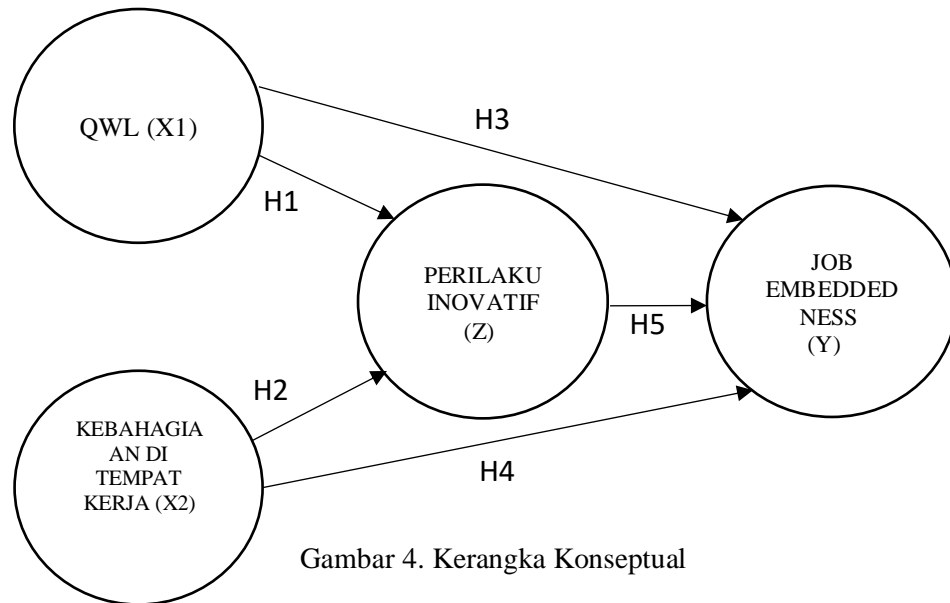 QWL (X1)
H3
H1
PERILAKU
INOVATIF
(Z)
JOB
EMBEDDED
NESS
(Y)
H5
H2
KEBAHAGIA
AN DI
TEMPAT
KERJA (X2)
H4
Gambar 4. Kerangka Konseptual